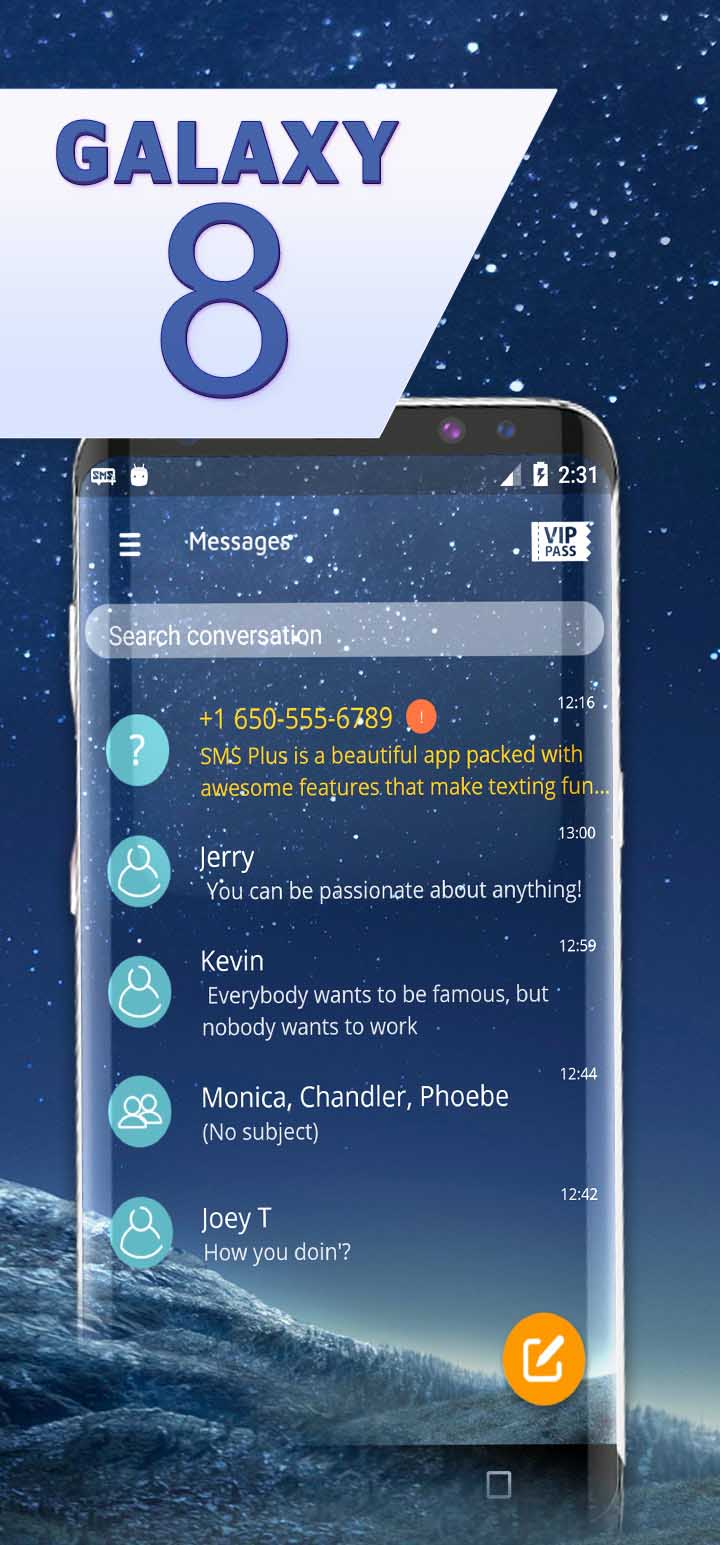 GALAXY
8
SMS
2:31
Messages
VIP
PASS
Search conversation
12:16
+1 650-555-6789 !
?
SMS Plus is a beautiful app packed with
awesome features that make texting fun...
13:00
Jerry
You can be passionate about anything!
12:59
Kevin
Everybody wants to be famous, but
nobody wants to work
12:44
Monica, Chandler, Phoebe
(No subject)
12:42
Joey T
How you doin'?